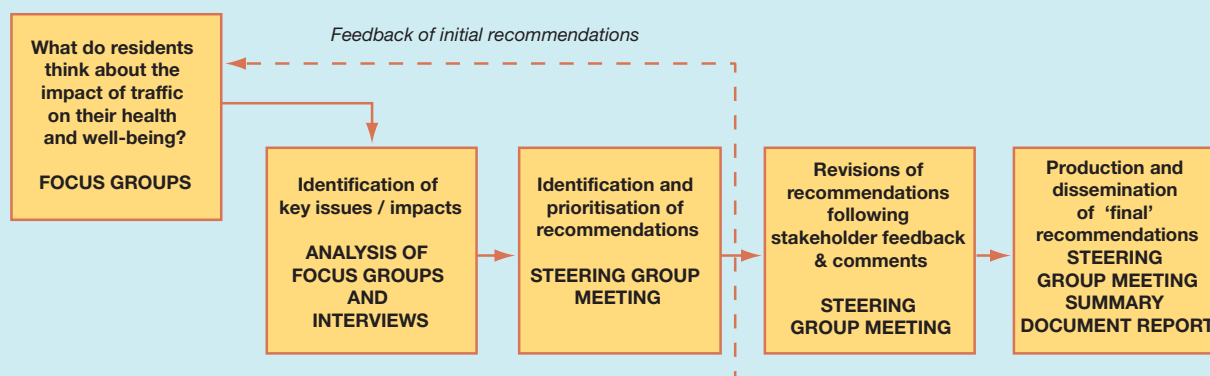 Feedback of initial recommendations
What do residents
think about the
impact of traffic
on their health
and well-being?
FOCUS GROUPS
Identification of
key issues / impacts
ANALYSIS OF
FOCUS GROUPS
AND
INTERVIEWS
Identification and
prioritisation of
recommendations
STEERING GROUP
MEETING
Revisions of
recommendations
following
stakeholder feedback
& comments
STEERING
GROUP MEETING
Production and
dissemination
of ‘final’
recommendations
STEERING
GROUP MEETING
SUMMARY
DOCUMENT REPORT